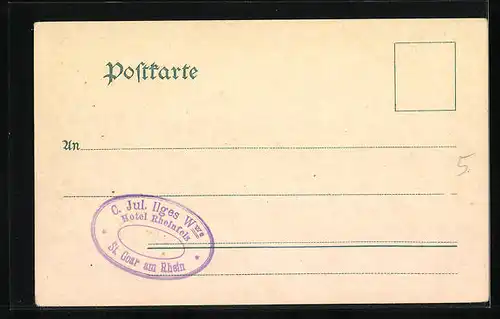 Postkarte
An
5.
C. Jul. Ilges Wwe
Hotel Rheinfels
St. Goar am Rhein